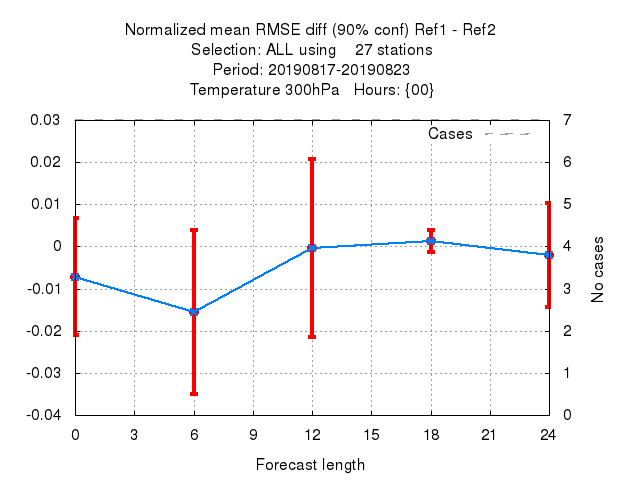 Normalized mean RMSE diff (90% conf) Ref1 - Ref2
Selection: ALL using    27 stations
Period: 20190817-20190823
Temperature 300hPa   Hours: {00}
0.03
0.02
0.01
0
-0.01
-0.02
-0.03
-0.04
Cases
7
6
5
4
3
2
1
0
No cases
0 3 6 9 12 15 18 21 24
Forecast length